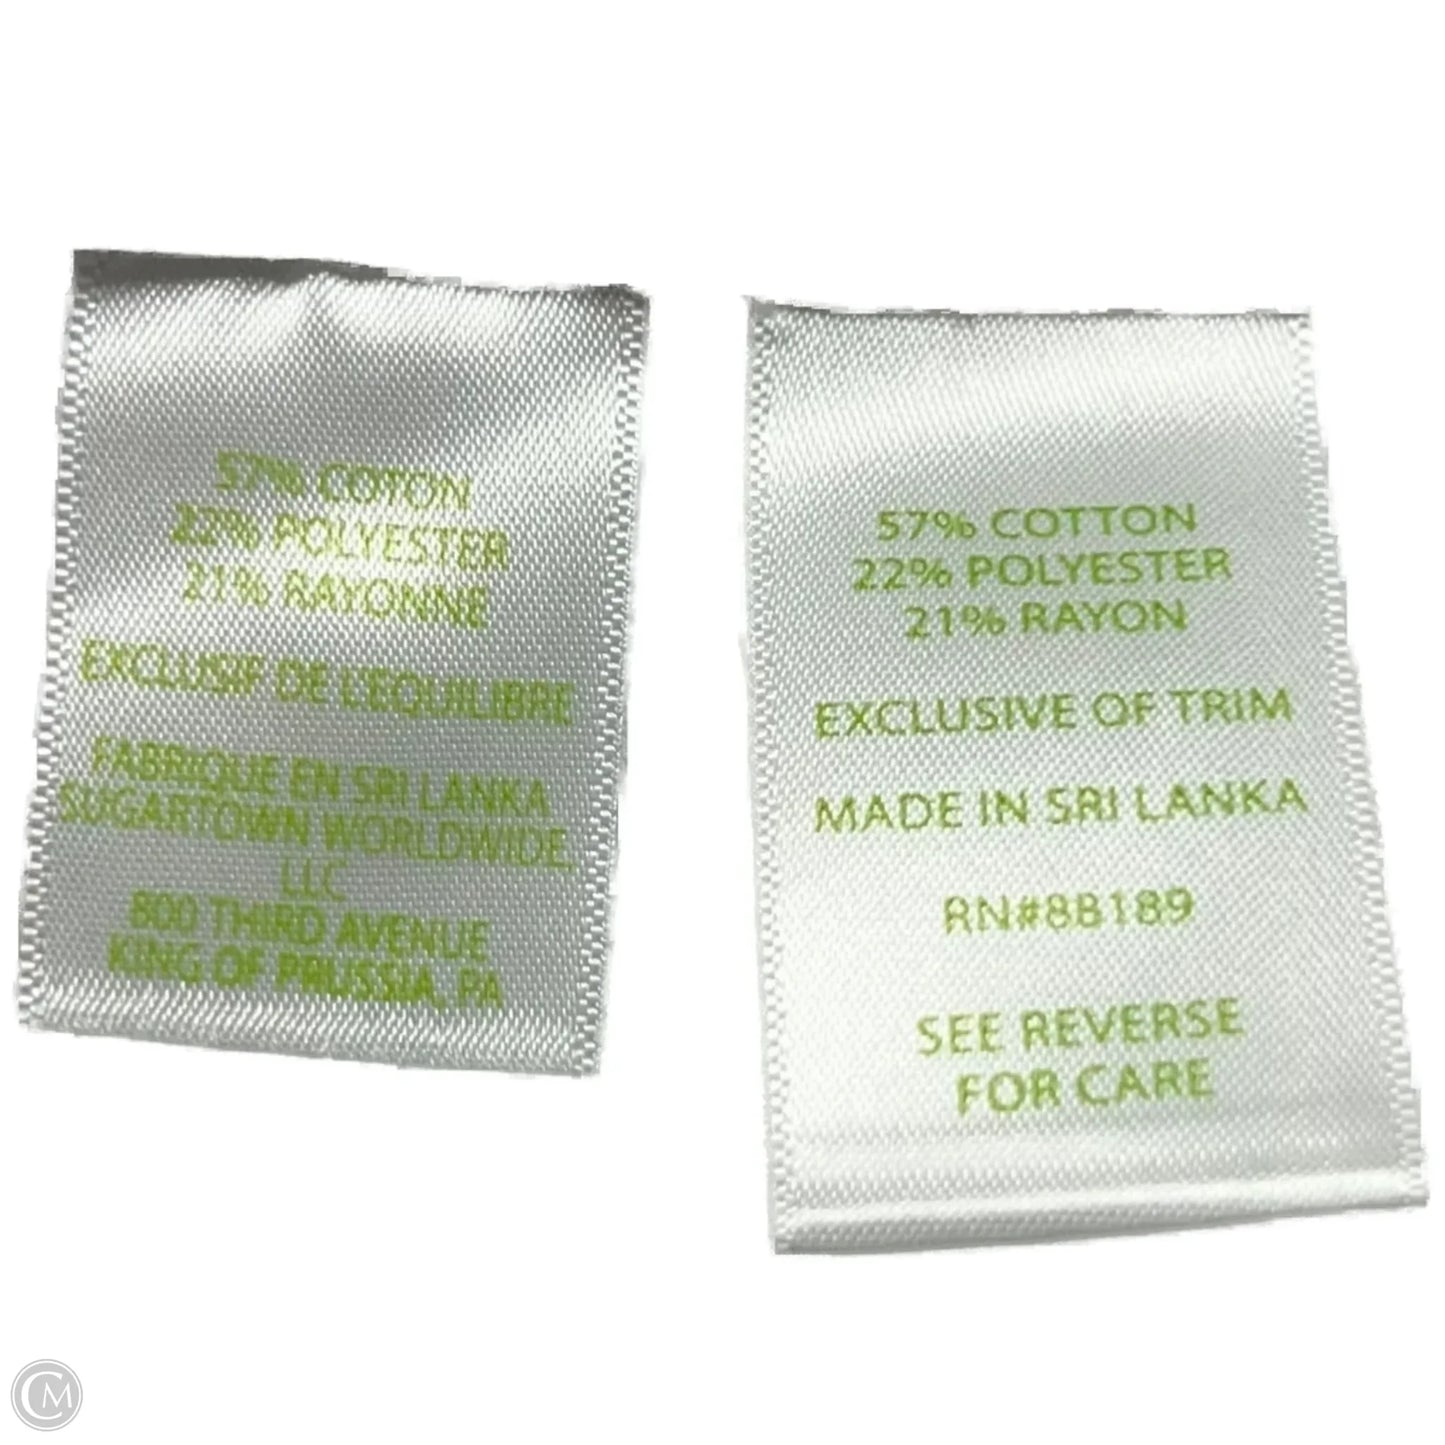 57% COTON
22% POLYESTER
21% RAYONNE
EXCLUSIF DE L'EQUILIBRE
FABRIQUE EN SRI LANKA
SUGARTOWN WORLDWIDE,
LLC
800 THIRD AVENUE
KING OF PRUSSIA, PA
57% COTTON
22% POLYESTER
21% RAYON
EXCLUSIVE OF TRIM
MADE IN SRI LANKA
RN#88189
SEE REVERSE
FOR CARE
CM